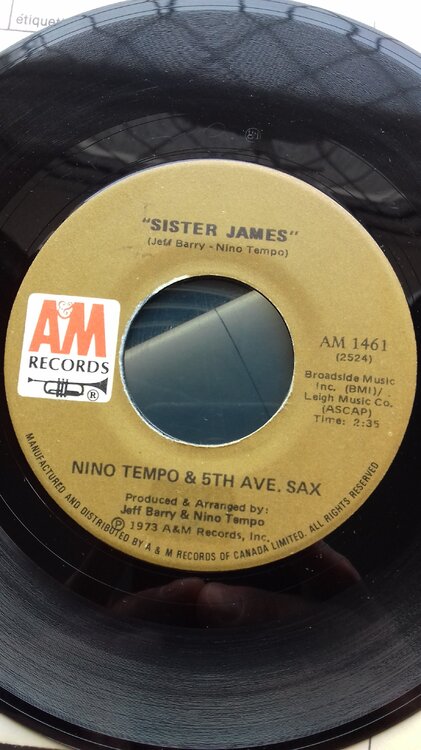 étiquet
"SISTER JAMES"
(Jeff Barry - Nino Tempo)
A&M
RECORDS
®
AM 1461
(2524)
Broadside Music
Inc. (BMI)/
Leigh Music Co.
(ASCAP)
Time: 2:35
NINO TEMPO & 5TH AVE. SAX
Produced & Arranged by:
Jeff Barry & Nino Tempo
℗ 1973 A&M Records, Inc.
MANUFACTURED AND DISTRIBUTED BY A & M RECORDS OF CANADA LIMITED. ALL RIGHTS RESERVED